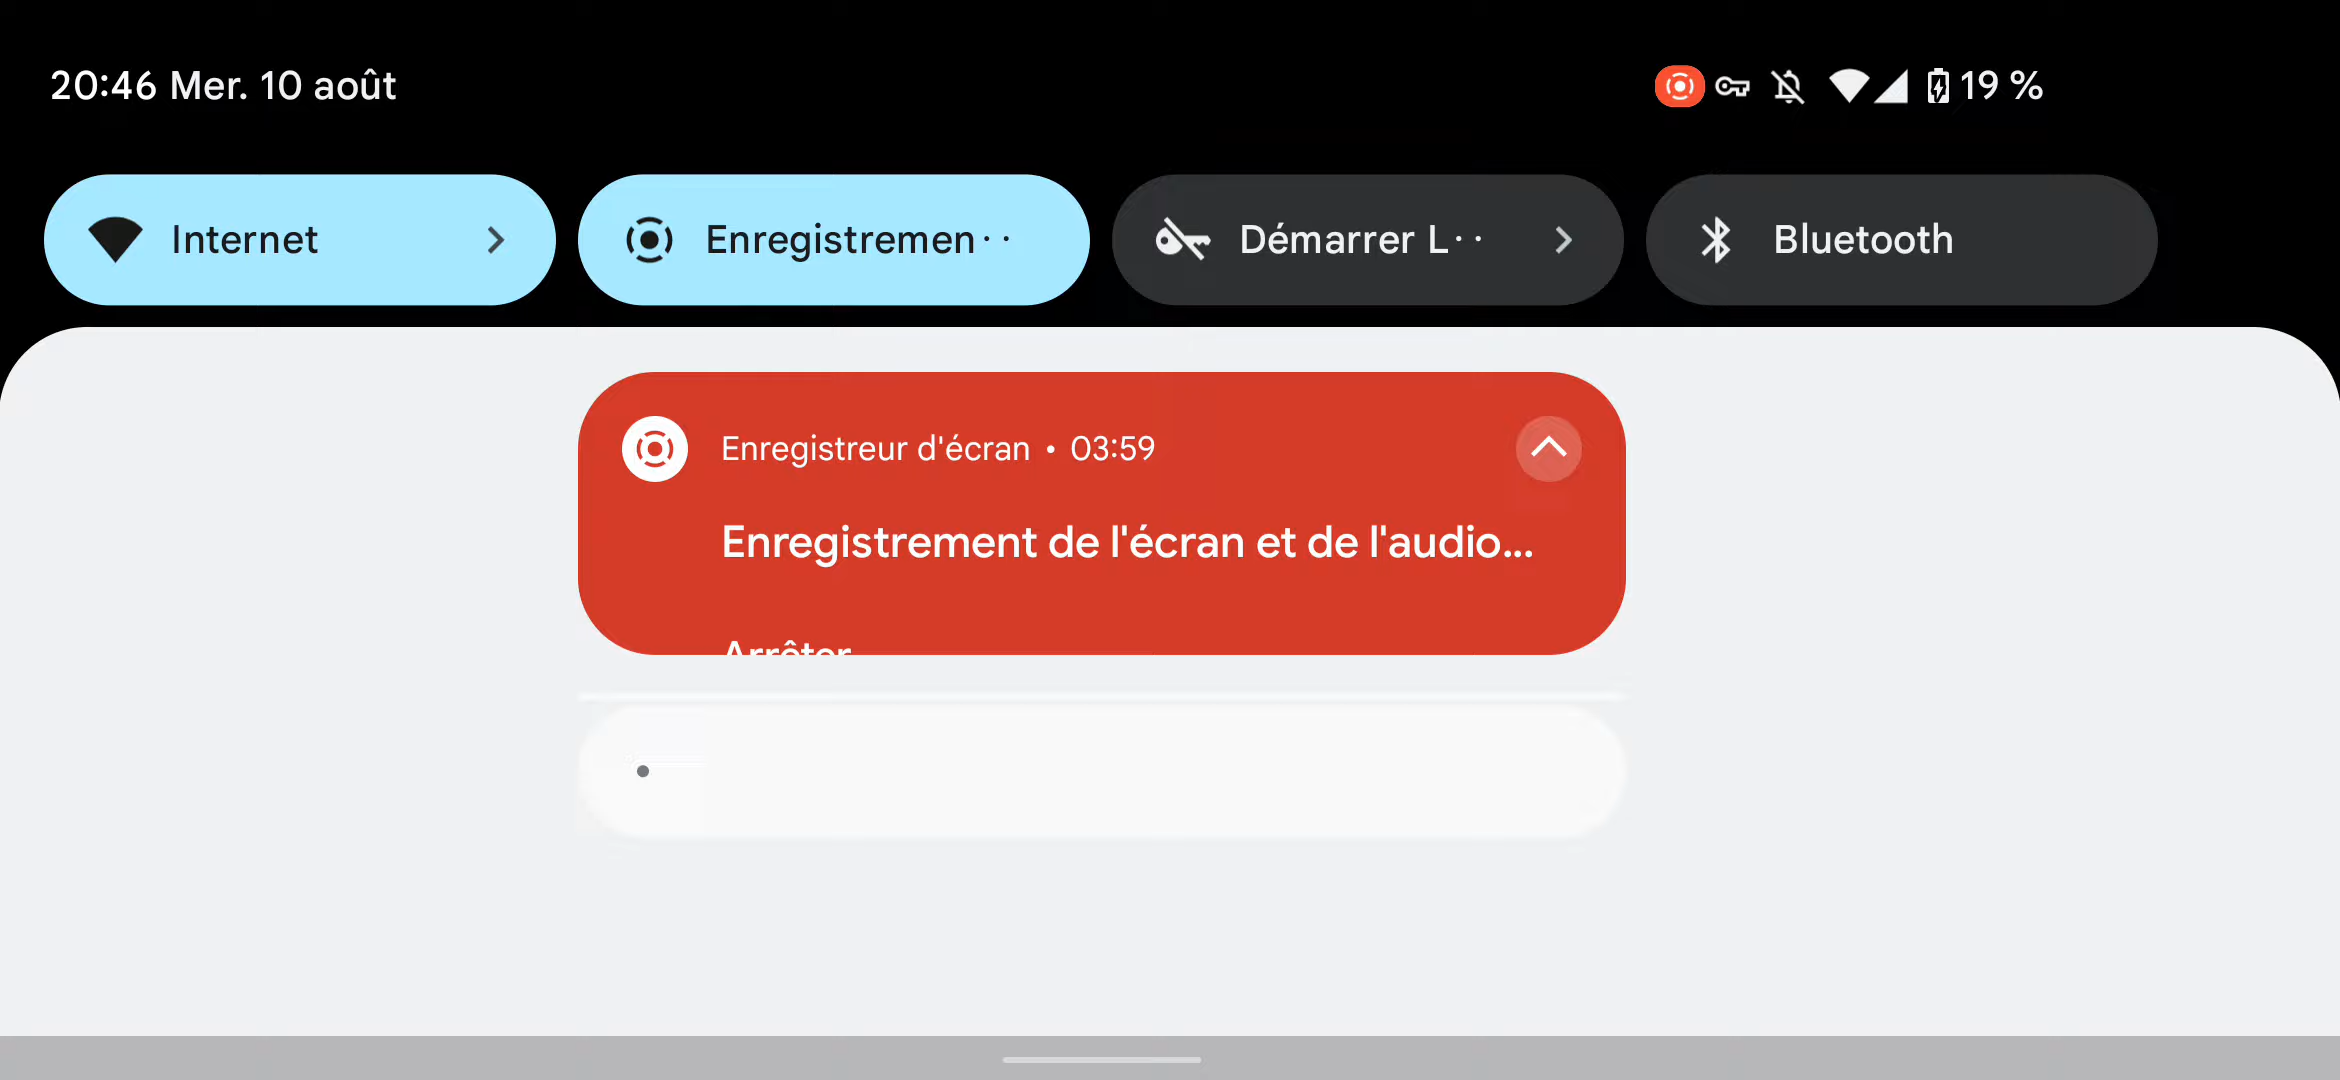 20:46 Mer. 10 août 19 %
Internet Enregistremen·· Démarrer L·· Bluetooth
Enregistreur d'écran • 03:59
Enregistrement de l'écran et de l'audio...
Arrêter